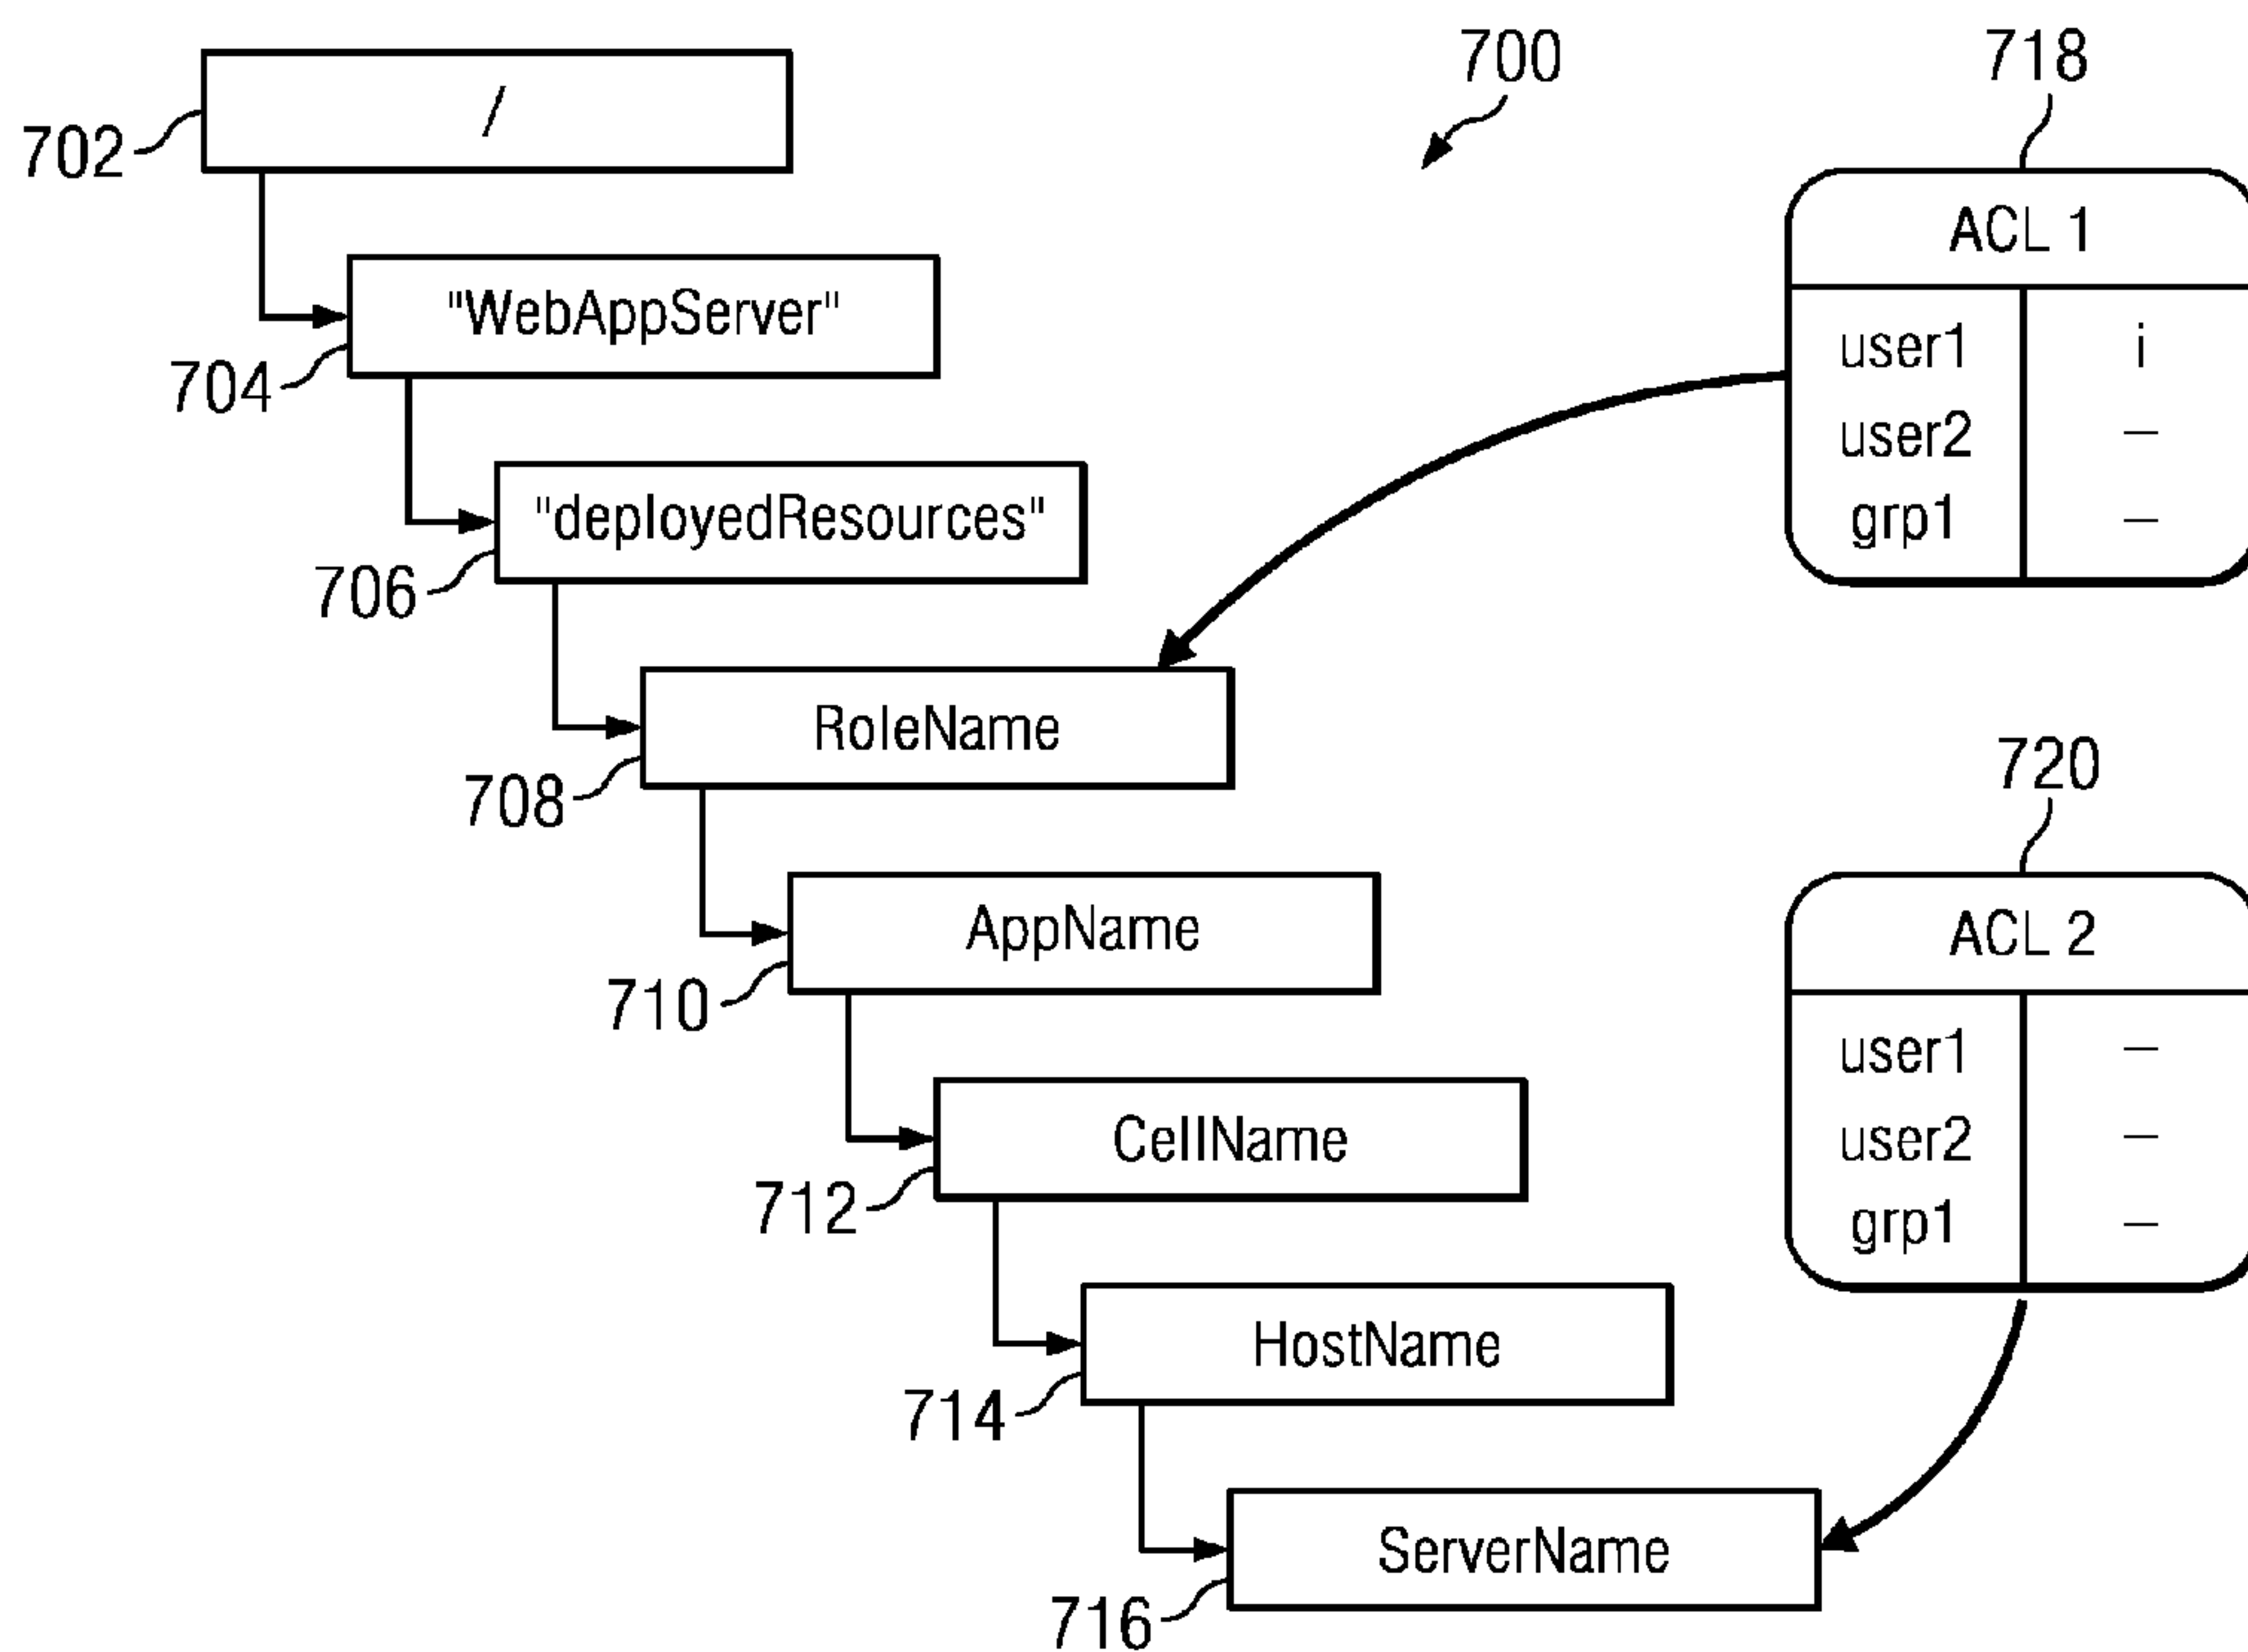 700
718
702
/
ACL 1
704
"WebAppServer"
user1 i
user2 –
grp1 –
706
"deployedResources"
708
RoleName
720
710
AppName
ACL 2
user1 –
user2 –
grp1 –
712
CellName
714
HostName
716
ServerName